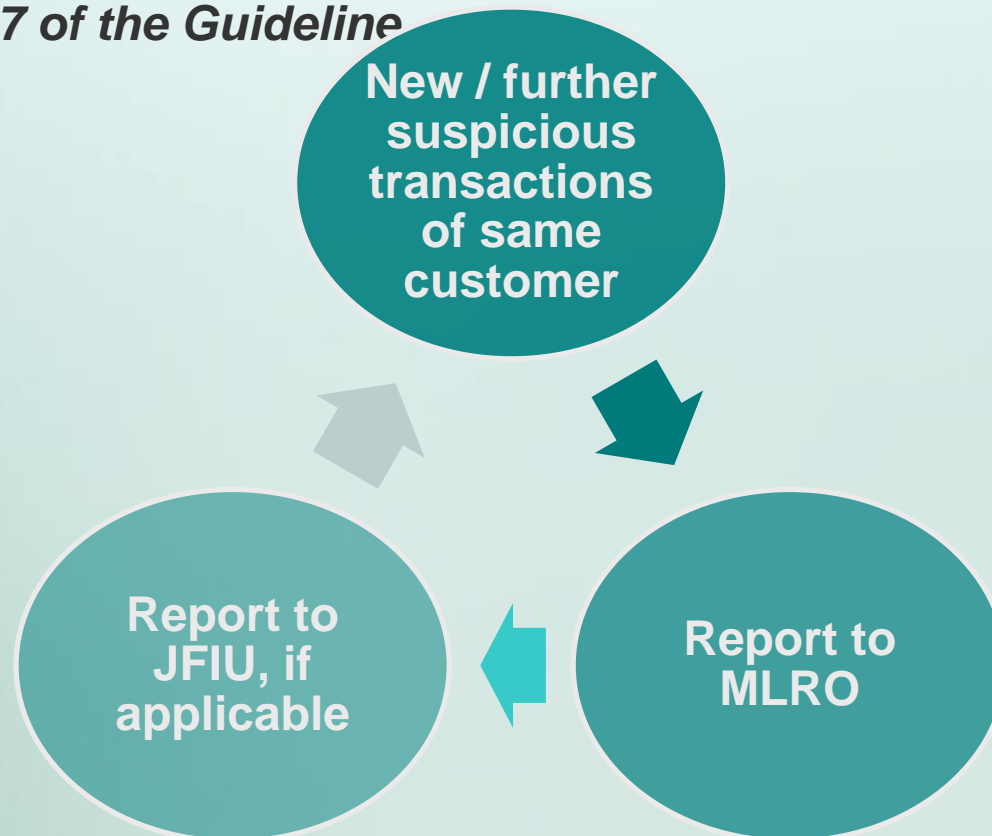 7 of the Guideline
New / further
suspicious
transactions
of same
customer
Report to
JFIU, if
applicable
Report to
MLRO